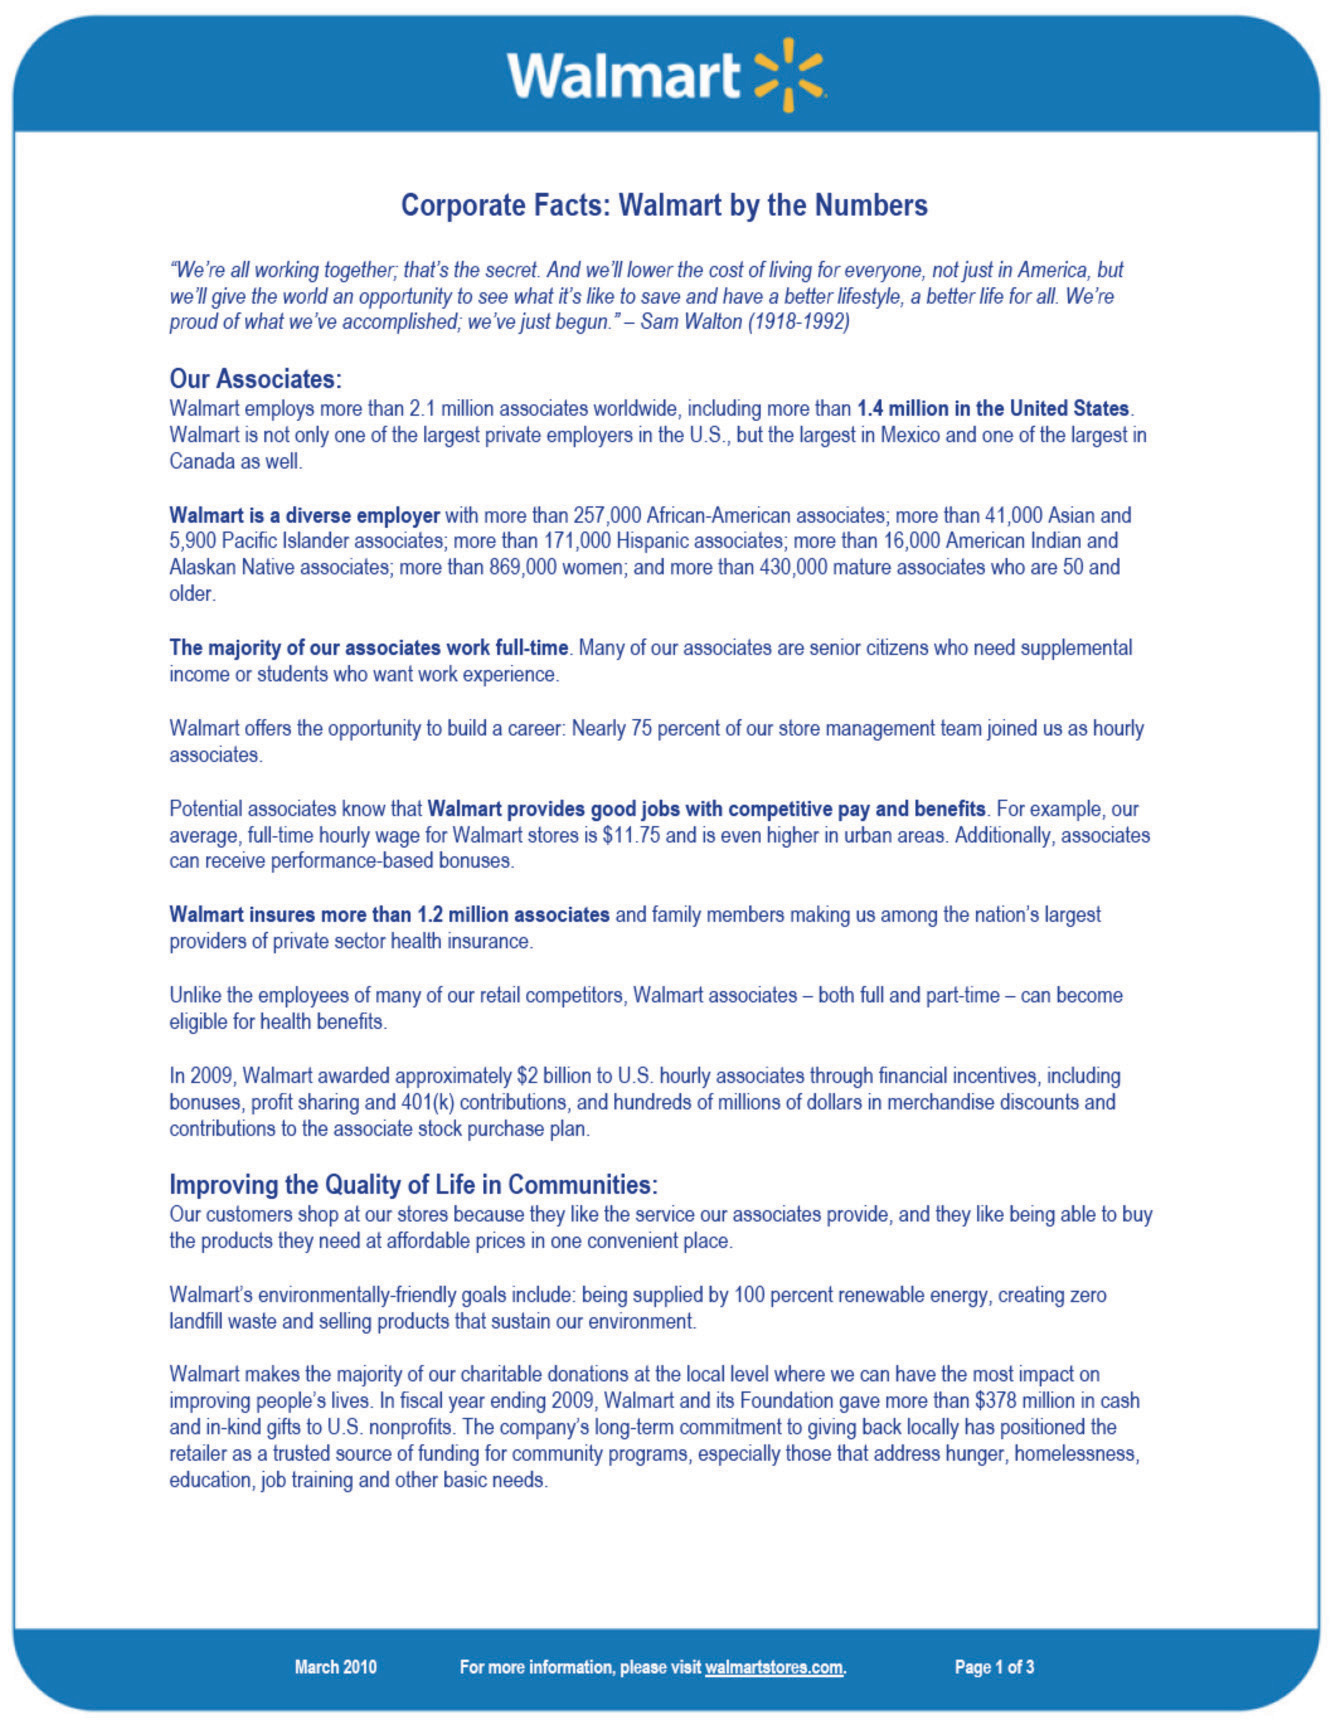 Walmart
Corporate Facts: Walmart by the Numbers
“We’re all working together; that’s the secret. And we’ll lower the cost of living for everyone, not just in America, but
we’ll give the world an opportunity to see what it’s like to save and have a better lifestyle, a better life for all. We’re
proud of what we’ve accomplished; we’ve just begun.” – Sam Walton (1918-1992)
Our Associates:
Walmart employs more than 2.1 million associates worldwide, including more than 1.4 million in the United States.
Walmart is not only one of the largest private employers in the U.S., but the largest in Mexico and one of the largest in
Canada as well.
Walmart is a diverse employer with more than 257,000 African-American associates; more than 41,000 Asian and
5,900 Pacific Islander associates; more than 171,000 Hispanic associates; more than 16,000 American Indian and
Alaskan Native associates; more than 869,000 women; and more than 430,000 mature associates who are 50 and
older.
The majority of our associates work full-time. Many of our associates are senior citizens who need supplemental
income or students who want work experience.
Walmart offers the opportunity to build a career: Nearly 75 percent of our store management team joined us as hourly
associates.
Potential associates know that Walmart provides good jobs with competitive pay and benefits. For example, our
average, full-time hourly wage for Walmart stores is $11.75 and is even higher in urban areas. Additionally, associates
can receive performance-based bonuses.
Walmart insures more than 1.2 million associates and family members making us among the nation’s largest
providers of private sector health insurance.
Unlike the employees of many of our retail competitors, Walmart associates – both full and part-time – can become
eligible for health benefits.
In 2009, Walmart awarded approximately $2 billion to U.S. hourly associates through financial incentives, including
bonuses, profit sharing and 401(k) contributions, and hundreds of millions of dollars in merchandise discounts and
contributions to the associate stock purchase plan.
Improving the Quality of Life in Communities:
Our customers shop at our stores because they like the service our associates provide, and they like being able to buy
the products they need at affordable prices in one convenient place.
Walmart’s environmentally-friendly goals include: being supplied by 100 percent renewable energy, creating zero
landfill waste and selling products that sustain our environment.
Walmart makes the majority of our charitable donations at the local level where we can have the most impact on
improving people’s lives. In fiscal year ending 2009, Walmart and its Foundation gave more than $378 million in cash
and in-kind gifts to U.S. nonprofits. The company’s long-term commitment to giving back locally has positioned the
retailer as a trusted source of funding for community programs, especially those that address hunger, homelessness,
education, job training and other basic needs.
March 2010 For more information, please visit walmartstores.com. Page 1 of 3